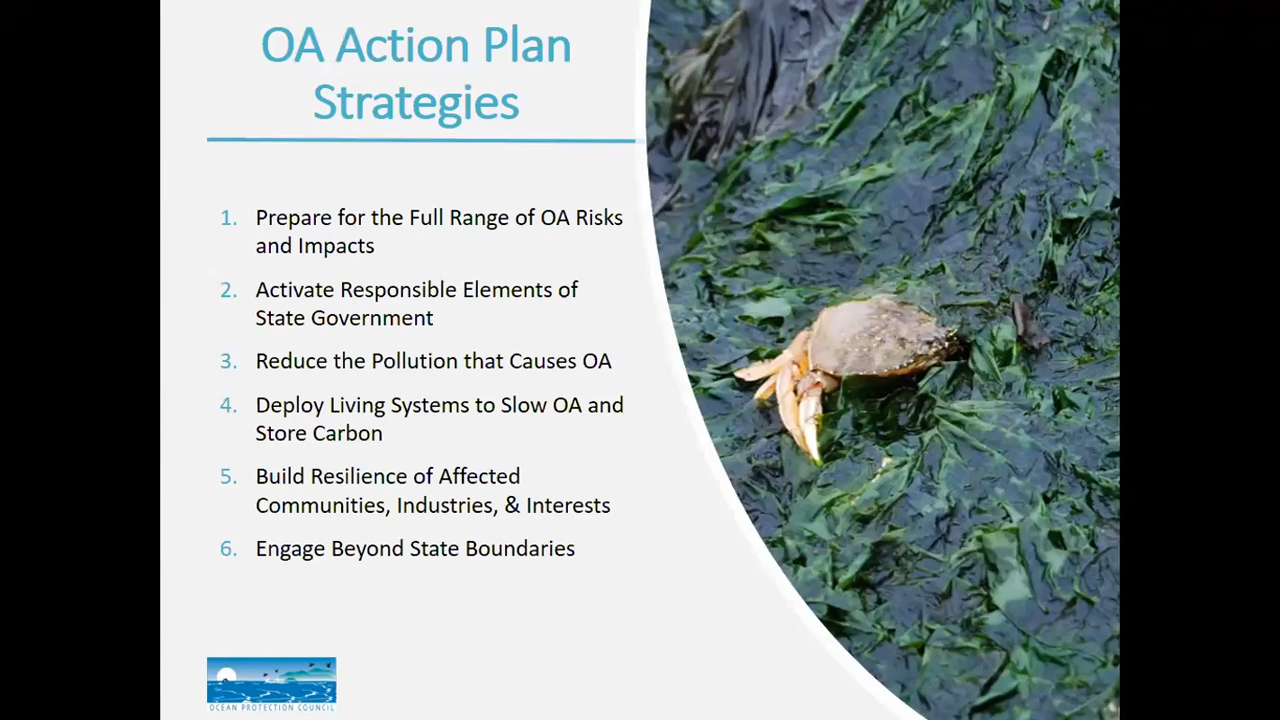 OA Action Plan
Strategies
1. Prepare for the Full Range of OA Risks
and Impacts
2. Activate Responsible Elements of
State Government
3. Reduce the Pollution that Causes OA
4. Deploy Living Systems to Slow OA and
Store Carbon
5. Build Resilience of Affected
Communities, Industries, & Interests
6. Engage Beyond State Boundaries
OCEAN PROTECTION COUNCIL